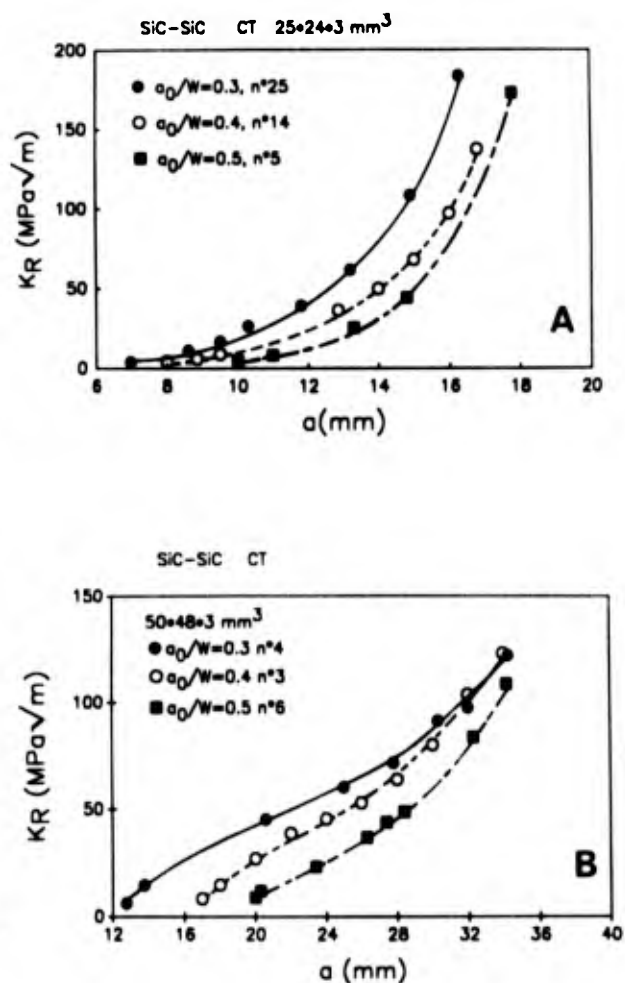 SiC-SiC CT 25*24*3 mm³
200
150
100
50
0
KR (MPa√m)
a₀/W=0.3, n°25
a₀/W=0.4, n°14
a₀/W=0.5, n°5
A
6 8 10 12 14 16 18 20
a(mm)
SiC-SiC CT
150
100
50
0
KR (MPa√m)
50*48*3 mm³
a₀/W=0.3 n°4
a₀/W=0.4 n°3
a₀/W=0.5 n°6
B
12 16 20 24 28 32 36 40
a (mm)